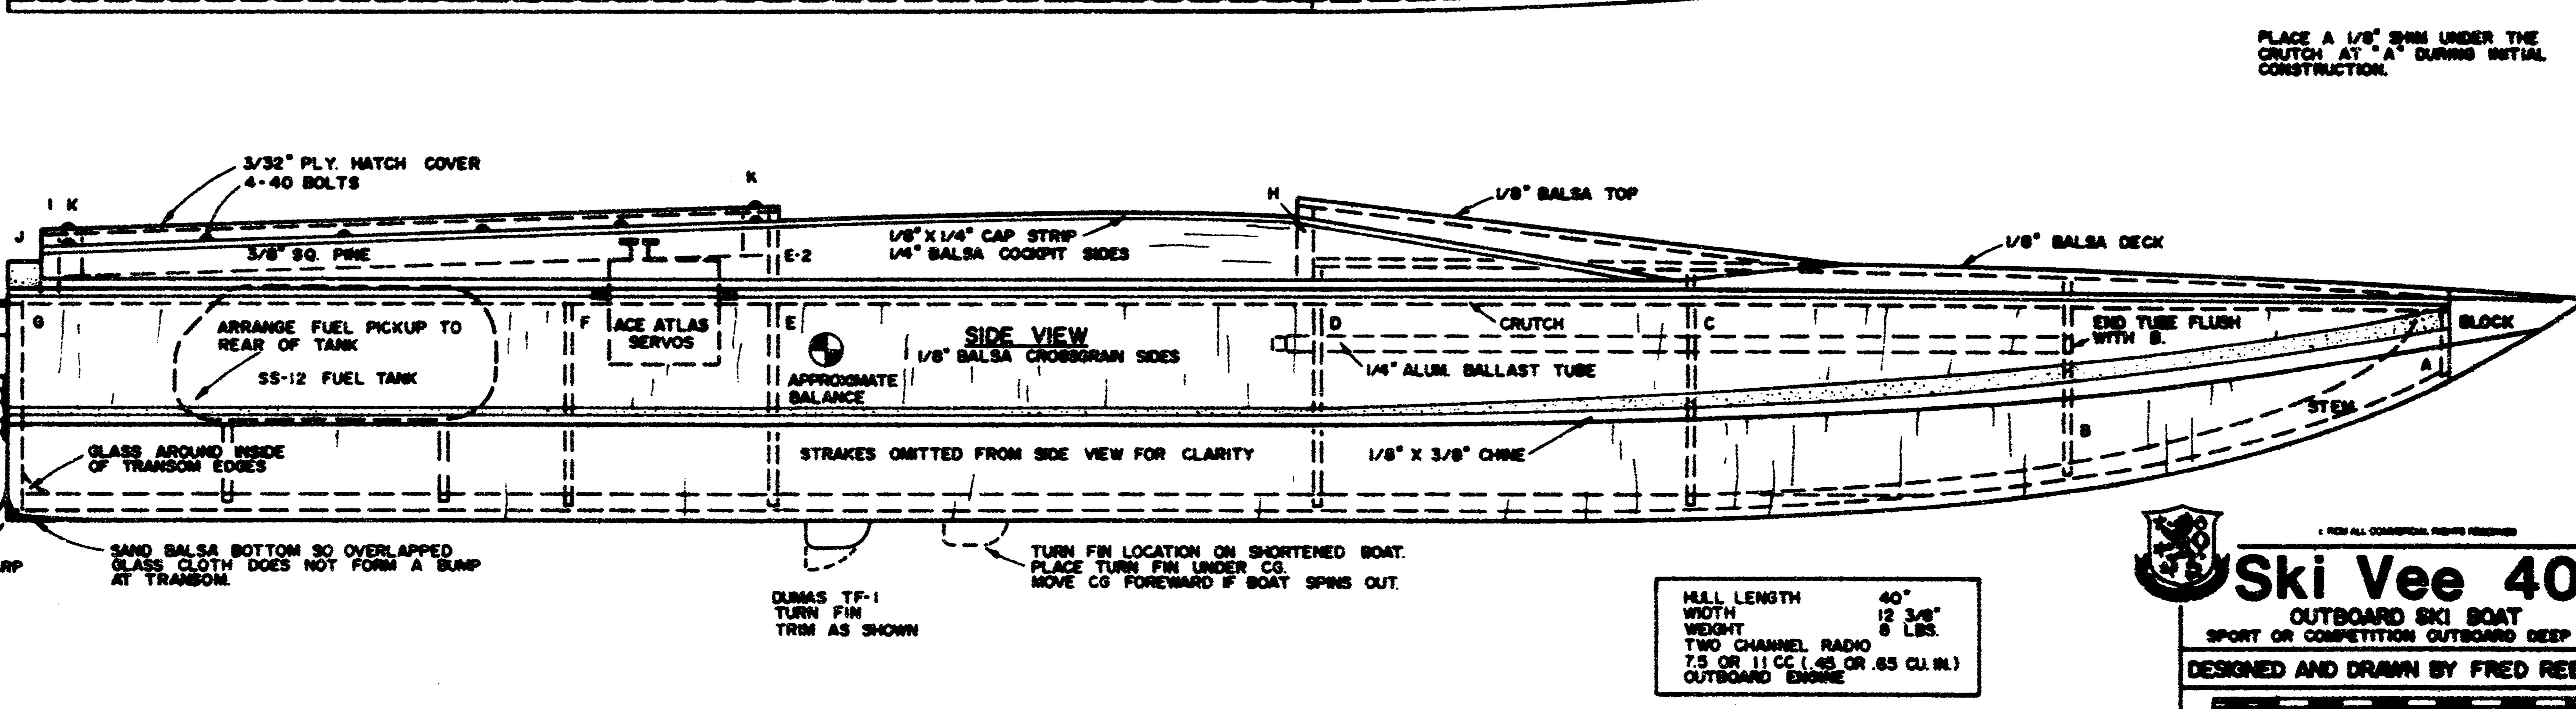 PLACE A 1/8" SHIM UNDER THE
CRUTCH AT "A" DURING INITIAL
CONSTRUCTION.
3/32" PLY. HATCH COVER
4-40 BOLTS
I K
K
H
J
1/8" BALSA TOP
1/8" X 1/4" CAP STRIP
1/4" BALSA COCKPIT SIDES
3/8" SQ. PINE
E-2
1/8" BALSA DECK
G
ARRANGE FUEL PICKUP TO
REAR OF TANK
SS-12 FUEL TANK
F
ACE ATLAS
SERVOS
E
APPROXIMATE
BALANCE
SIDE VIEW
1/8" BALSA CROSSGRAIN SIDES
D
CRUTCH
1/4" ALUM. BALLAST TUBE
C
END TUBE FLUSH
WITH B.
BLOCK
A
STEM
B
GLASS AROUND INSIDE
OF TRANSOM EDGES
STRAKES OMITTED FROM SIDE VIEW FOR CLARITY
1/8" X 3/8" CHINE
RP
SAND BALSA BOTTOM SO OVERLAPPED
GLASS CLOTH DOES NOT FORM A BUMP
AT TRANSOM.
DUMAS TF-1
TURN FIN
TRIM AS SHOWN
TURN FIN LOCATION ON SHORTENED BOAT.
PLACE TURN FIN UNDER CG.
MOVE CG FOREWARD IF BOAT SPINS OUT.
HULL LENGTH 40"
WIDTH 12 3/8"
WEIGHT 8 LBS.
TWO CHANNEL RADIO
7.5 OR 11 CC (.45 OR .65 CU. IN.)
OUTBOARD ENGINE
RCM ALL COMMERCIAL RIGHTS RESERVED
Ski Vee 40
OUTBOARD SKI BOAT
SPORT OR COMPETITION OUTBOARD DEEP
DESIGNED AND DRAWN BY FRED REE